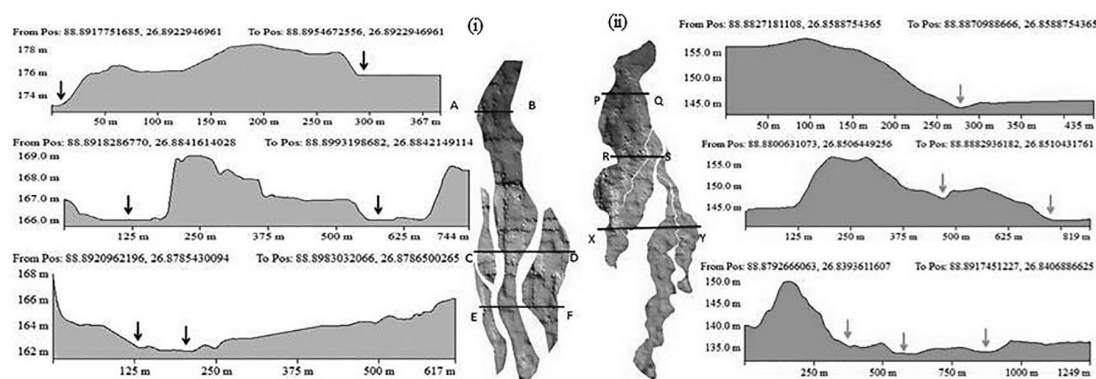 (i)
From Pos: 88.8917751685, 26.8922946961 To Pos: 88.8954672556, 26.8922946961
178 m
176 m
174 m
50 m 100 m 150 m 200 m 250 m 300 m 367 m
From Pos: 88.8918286770, 26.8841614028 To Pos: 88.8993198682, 26.8842149114
169.0 m
168.0 m
167.0 m
166.0 m
125 m 250 m 375 m 500 m 625 m 744 m
From Pos: 88.8920962196, 26.8785430094 To Pos: 88.8983032066, 26.8786500265
168 m
166 m
164 m
162 m
125 m 250 m 375 m 500 m 617 m
A B
C D
E F
(ii)
P Q
R S
X Y
From Pos: 88.8827181108, 26.8588754365 To Pos: 88.8870988666, 26.8588754365
155.0 m
150.0 m
145.0 m
50 m 100 m 150 m 200 m 250 m 300 m 350 m 435 m
From Pos: 88.8800631073, 26.8506449256 To Pos: 88.8882936182, 26.8510431761
155 m
150 m
145 m
125 m 250 m 375 m 500 m 625 m 819 m
From Pos: 88.8792666063, 26.8393611607 To Pos: 88.8917451227, 26.8406886625
150 m
145 m
140 m
135 m
250 m 500 m 750 m 1000 m 1249 m